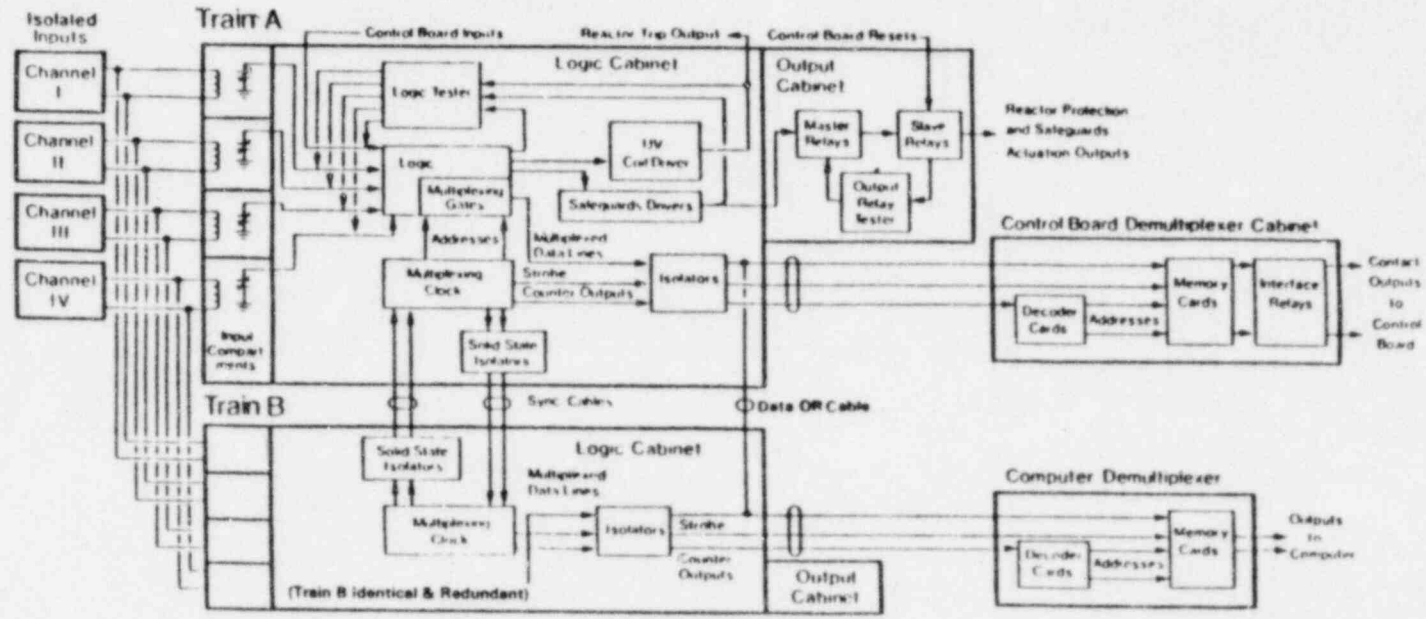 Isolated
Inputs
Channel
I
Channel
II
Channel
III
Channel
IV
Train A
Control Board Inputs
Reactor Trip Output
Control Board Resets
Logic Cabinet
Logic Tester
Logic
Multiplexing
Gates
UV
Coil Driver
Safeguards Drivers
Addresses
Multiplexing
Clock
Multiplexed
Data Lines
Strobe
Counter Outputs
Isolators
Solid State
Isolators
Input
Compart
ments
Output
Cabinet
Master
Relays
Slave
Relays
Output
Relay
Tester
Reactor Protection
and Safeguards
Actuation Outputs
Control Board Demultiplexer Cabinet
Decoder
Cards
Addresses
Memory
Cards
Interface
Relays
Contact
Outputs
to
Control
Board
Sync Cables
Data OR Cable
Train B
Logic Cabinet
Solid State
Isolators
Multiplexing
Clock
Multiplexed
Data Lines
Isolators
Strobe
Counter
Outputs
(Train B Identical & Redundant)
Output
Cabinet
Computer Demultiplexer
Decoder
Cards
Addresses
Memory
Cards
Outputs
to
Computer